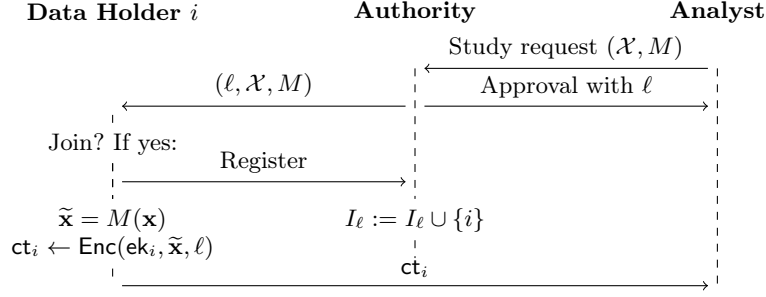 Data Holder i Authority Analyst
Study request (𝒳, M)
(ℓ, 𝒳, M) Approval with ℓ
Join? If yes:
Register
x̃ = M(x) I_ℓ := I_ℓ ∪ {i}
ct_i ← Enc(ek_i, x̃, ℓ)
ct_i